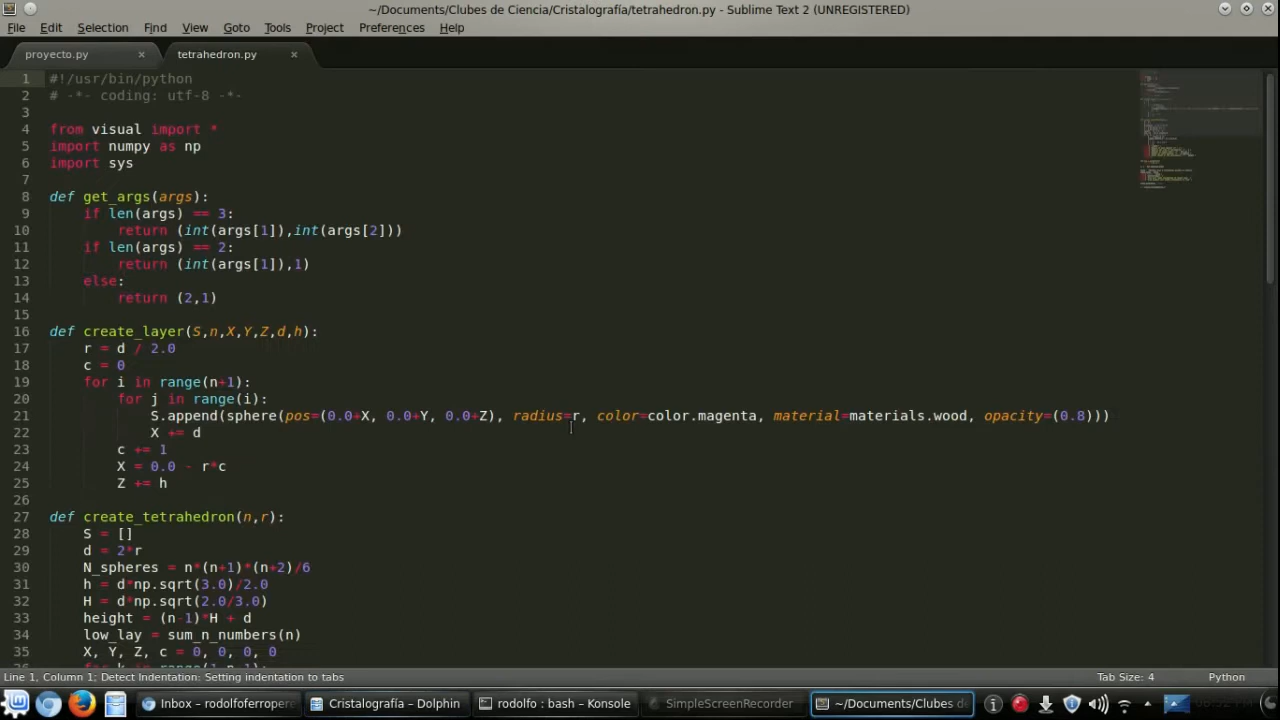 ~/Documents/Clubes de Ciencia/Cristalografía/tetrahedron.py - Sublime Text 2 (UNREGISTERED)
File Edit Selection Find View Goto Tools Project Preferences Help
proyecto.py × tetrahedron.py ×
1 #!/usr/bin/python
2 # -*- coding: utf-8 -*-
3
4 from visual import *
5 import numpy as np
6 import sys
7
8 def get_args(args):
9     if len(args) == 3:
10         return (int(args[1]),int(args[2]))
11     if len(args) == 2:
12         return (int(args[1]),1)
13     else:
14         return (2,1)
15
16 def create_layer(S,n,X,Y,Z,d,h):
17     r = d / 2.0
18     c = 0
19     for i in range(n+1):
20         for j in range(i):
21             S.append(sphere(pos=(0.0+X, 0.0+Y, 0.0+Z), radius=r, color=color.magenta, material=materials.wood, opacity=(0.8)))
22             X += d
23         c += 1
24         X = 0.0 - r*c
25         Z += h
26
27 def create_tetrahedron(n,r):
28     S = []
29     d = 2*r
30     N_spheres = n*(n+1)*(n+2)/6
31     h = d*np.sqrt(3.0)/2.0
32     H = d*np.sqrt(2.0/3.0)
33     height = (n-1)*H + d
34     low_lay = sum_n_numbers(n)
35     X, Y, Z, c = 0, 0, 0, 0
Line 1, Column 1; Detect Indentation: Setting indentation to tabs Tab Size: 4 Python
Inbox - rodolfoferropere Cristalografía – Dolphin rodolfo : bash – Konsole SimpleScreenRecorder ~/Documents/Clubes de